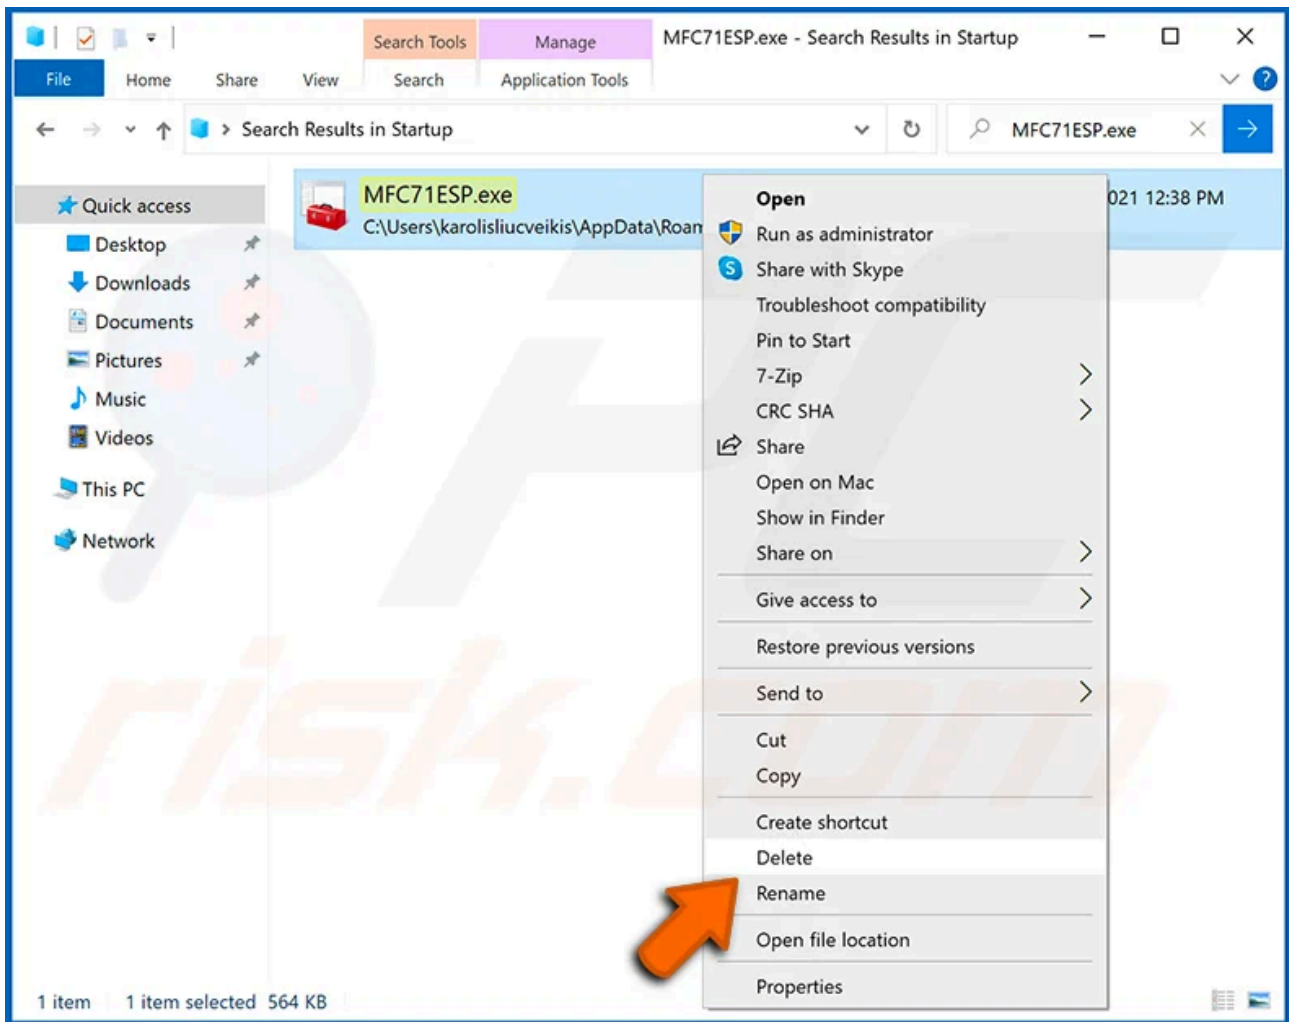 Search Tools
Manage
MFC71ESP.exe - Search Results in Startup
File
Home
Share
View
Search
Application Tools
Search Results in Startup
MFC71ESP.exe
Quick access
Desktop
Downloads
Documents
Pictures
Music
Videos
This PC
Network
MFC71ESP.exe
C:\Users\karolisliucveikis\AppData\Roam
021 12:38 PM
Open
Run as administrator
Share with Skype
Troubleshoot compatibility
Pin to Start
7-Zip
CRC SHA
Share
Open on Mac
Show in Finder
Share on
Give access to
Restore previous versions
Send to
Cut
Copy
Create shortcut
Delete
Rename
Open file location
Properties
1 item
1 item selected 564 KB
PC
risk.com